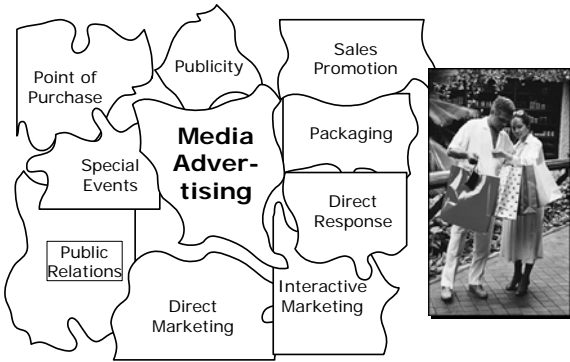 Point of
Purchase
Publicity
Sales
Promotion
Media
Adver-
tising
Packaging
Special
Events
Direct
Response
Public
Relations
Direct
Marketing
Interactive
Marketing